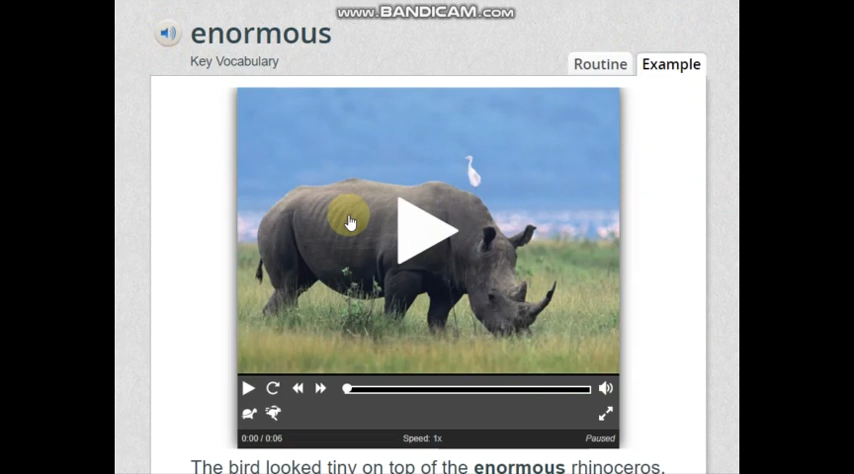 www.BANDICAM.com
enormous
Key Vocabulary
Routine
Example
0:00 / 0:06
Speed: 1x
Paused
The bird looked tiny on top of the enormous rhinoceros.